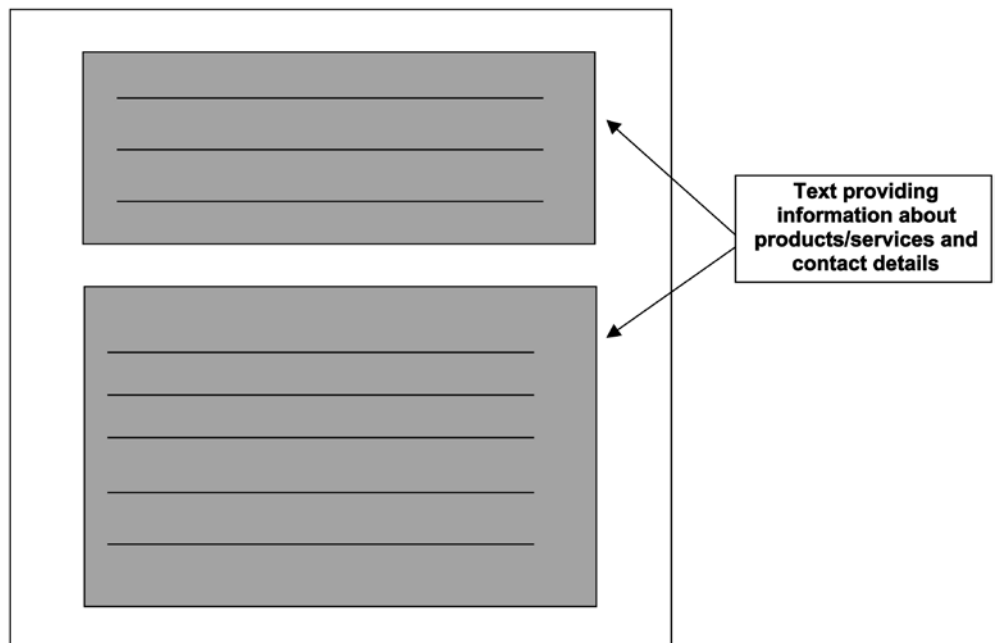 Text providing
information about
products/services and
contact details